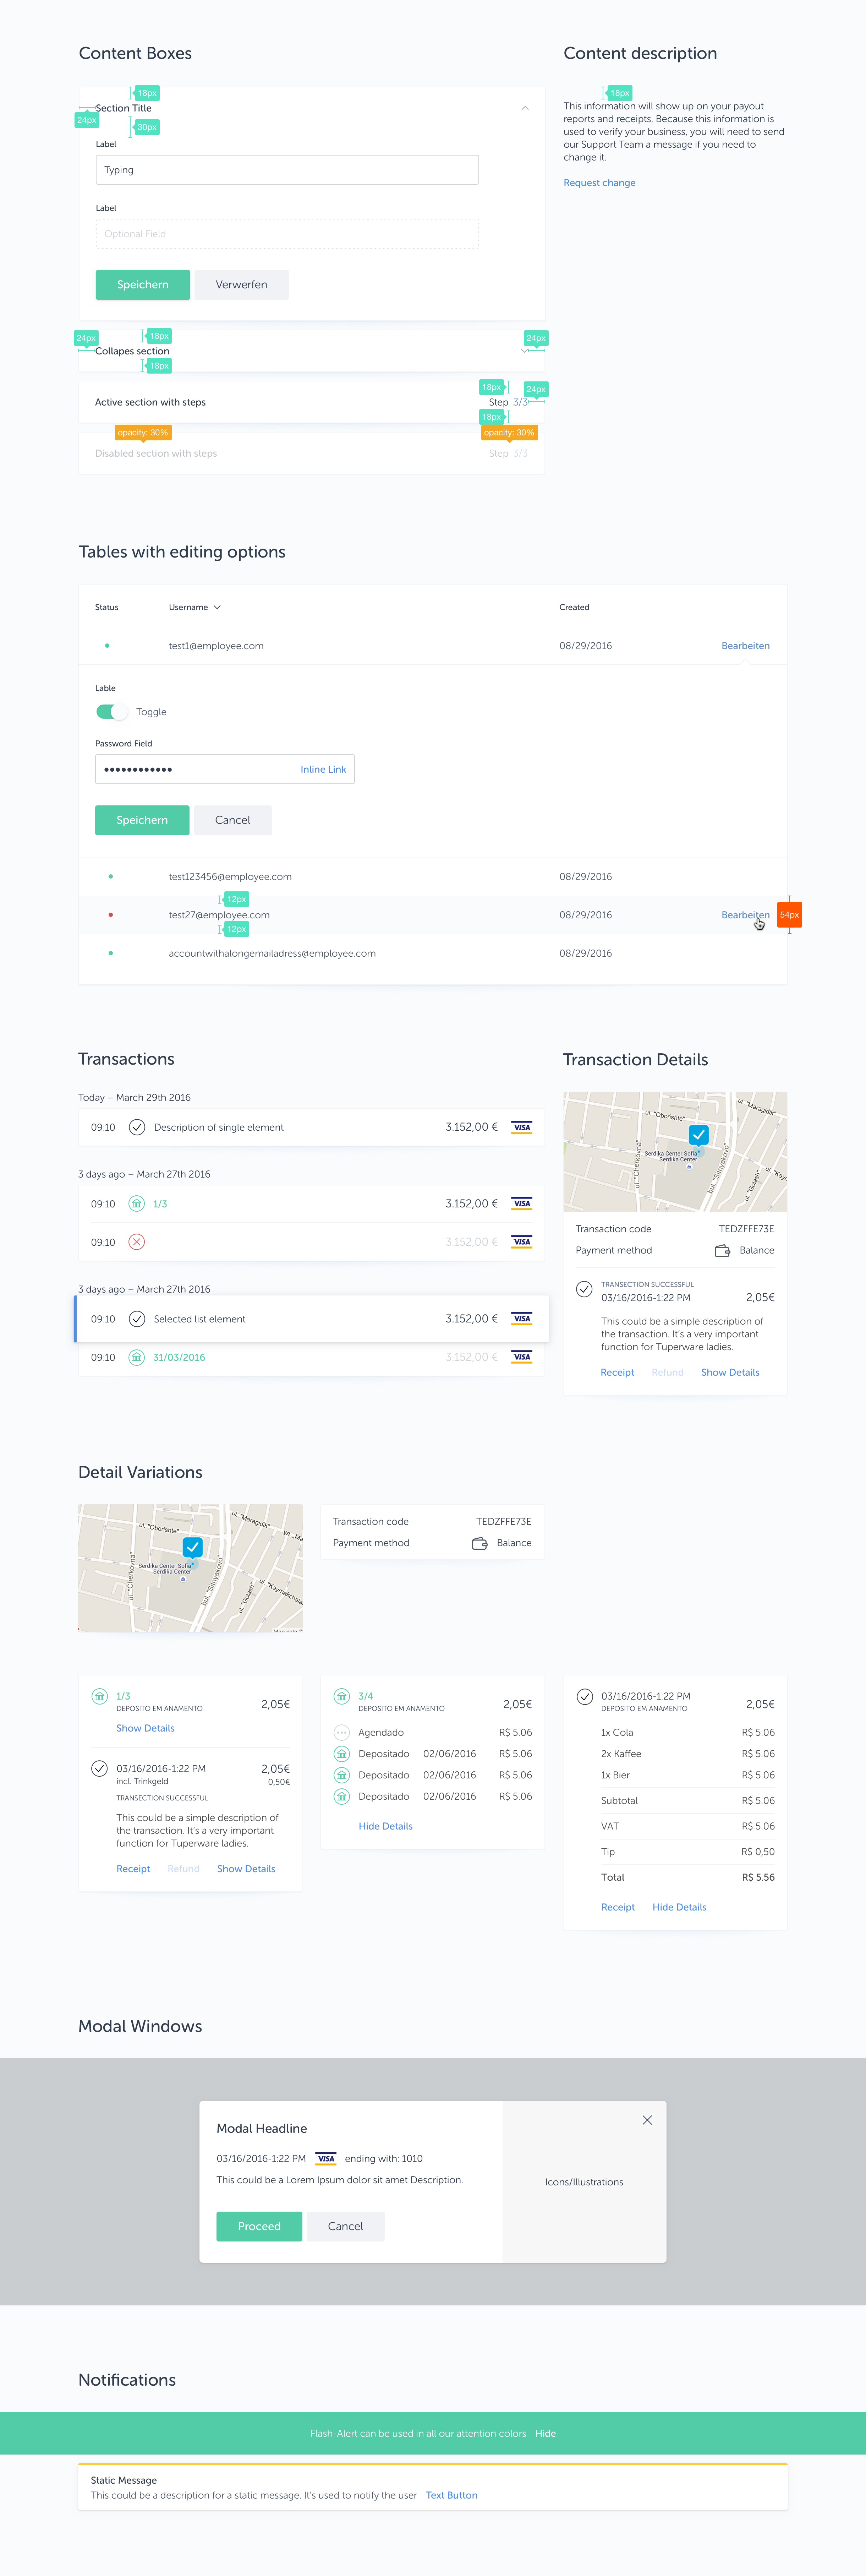 Content Boxes
Content description
18px
18px
Section Title
24px
30px
This information will show up on your payout
reports and receipts. Because this information is
used to verify your business, you will need to send
our Support Team a message if you need to
change it.
Request change
Label
Typing
Label
Optional Field
Speichern
Verwerfen
24px
18px
24px
Collapes section
18px
18px
24px
Active section with steps
Step 3/3
18px
opacity: 30%
opacity: 30%
Disabled section with steps
Step 3/3
Tables with editing options
Status
Username
Created
test1@employee.com
08/29/2016
Bearbeiten
Lable
Toggle
Password Field
••••••••••••
Inline Link
Speichern
Cancel
test123456@employee.com
08/29/2016
12px
test27@employee.com
08/29/2016
Bearbeiten
54px
12px
accountwithalongemailadress@employee.com
08/29/2016
Transactions
Today – March 29th 2016
09:10
Description of single element
3.152,00 €
VISA
3 days ago – March 27th 2016
09:10
1/3
3.152,00 €
VISA
09:10
3.152,00 €
VISA
3 days ago – March 27th 2016
09:10
Selected list element
3.152,00 €
VISA
09:10
31/03/2016
3.152,00 €
VISA
Transaction Details
ul. "Maragidik"
ul. "Oborishte"
Serdika Center Sofia
Serdika Center
ul. "Cherkovna"
bul. "Sitnyakovo"
ul. "Golash"
Transaction code
TEDZFFE73E
Payment method
Balance
TRANSECTION SUCCESSFUL
03/16/2016-1:22 PM
2,05€
This could be a simple description of
the transaction. It's a very important
function for Tuperware ladies.
Receipt
Refund
Show Details
Detail Variations
ul. "Oborishte"
ul. "Maragidik"
Serdika Center Sofia
Serdika Center
ul. "Cherkovna"
bul. "Sitnyakovo"
ul. "Golash"
Transaction code
TEDZFFE73E
Payment method
Balance
1/3
DEPOSITO EM ANAMENTO
2,05€
Show Details
03/16/2016-1:22 PM
2,05€
incl. Trinkgeld
0,50€
TRANSECTION SUCCESSFUL
This could be a simple description of
the transaction. It's a very important
function for Tuperware ladies.
Receipt
Refund
Show Details
3/4
DEPOSITO EM ANAMENTO
2,05€
Agendado
R$ 5.06
Depositado
02/06/2016
R$ 5.06
Depositado
02/06/2016
R$ 5.06
Depositado
02/06/2016
R$ 5.06
Hide Details
03/16/2016-1:22 PM
DEPOSITO EM ANAMENTO
2,05€
1x Cola
R$ 5.06
2x Kaffee
R$ 5.06
1x Bier
R$ 5.06
Subtotal
R$ 5.06
VAT
R$ 5.06
Tip
R$ 0,50
Total
R$ 5.56
Receipt
Hide Details
Modal Windows
Modal Headline
03/16/2016-1:22 PM
VISA
ending with: 1010
This could be a Lorem Ipsum dolor sit amet Description.
Icons/Illustrations
Proceed
Cancel
Notifications
Flash-Alert can be used in all our attention colors
Hide
Static Message
This could be a description for a static message. It's used to notify the user
Text Button